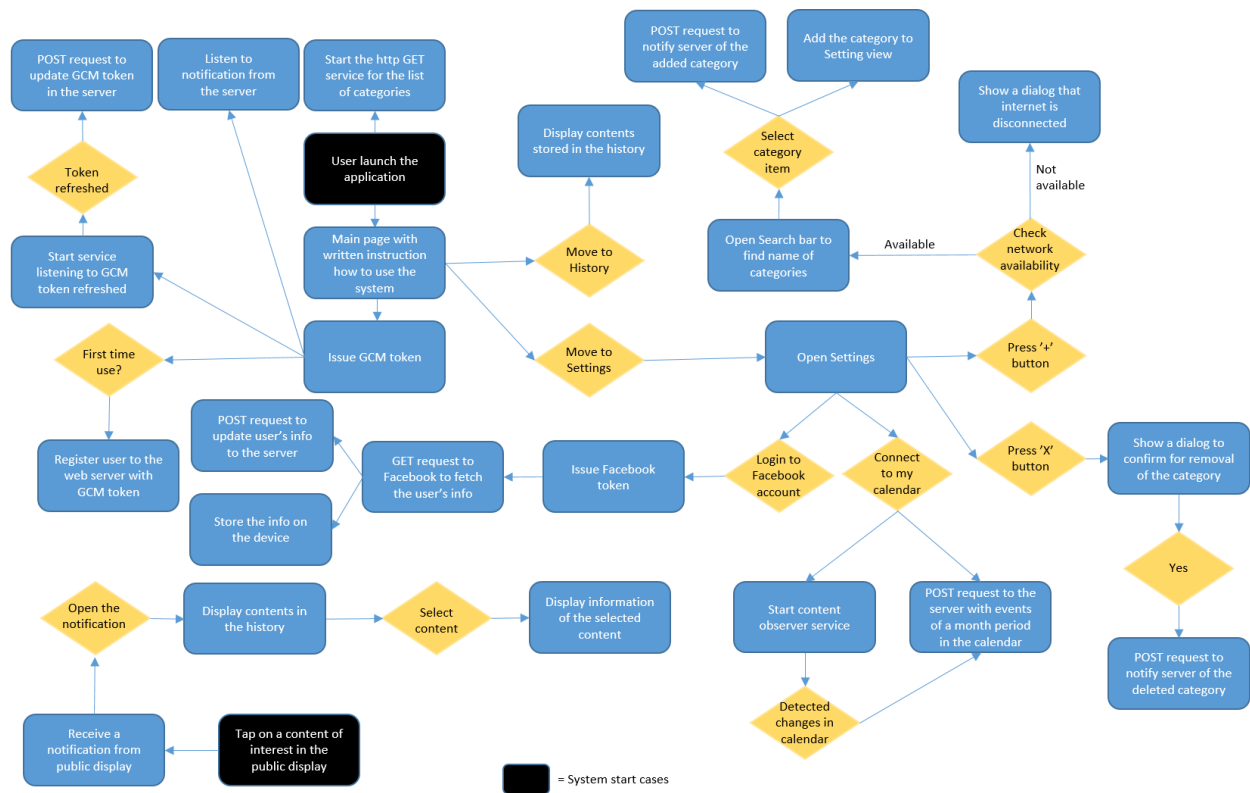 POST request to
update GCM token
in the server
Listen to
notification from
the server
Start the http GET
service for the list
of categories
POST request to
notify server of the
added category
Add the category to
Setting view
Show a dialog that
internet is
disconnected
User launch the
application
Display contents
stored in the history
Select
category
item
Not
available
Token
refreshed
Start service
listening to GCM
token refreshed
Main page with
written instruction
how to use the
system
Move to
History
Open Search bar to
find name of
categories
Available
Check
network
availability
First time
use?
Issue GCM token
Move to
Settings
Open Settings
Press '+'
button
POST request to
update user's info
to the server
Register user to the
web server with
GCM token
GET request to
Facebook to fetch
the user's info
Issue Facebook
token
Login to
Facebook
account
Connect
to my
calendar
Press 'X'
button
Show a dialog to
confirm for removal
of the category
Store the info on
the device
Yes
Open the
notification
Display contents in
the history
Select
content
Display information
of the selected
content
Start content
observer service
POST request to the
server with events
of a month period
in the calendar
POST request to
notify server of the
deleted category
Detected
changes in
calendar
Receive a
notification from
public display
Tap on a content of
interest in the
public display
= System start cases